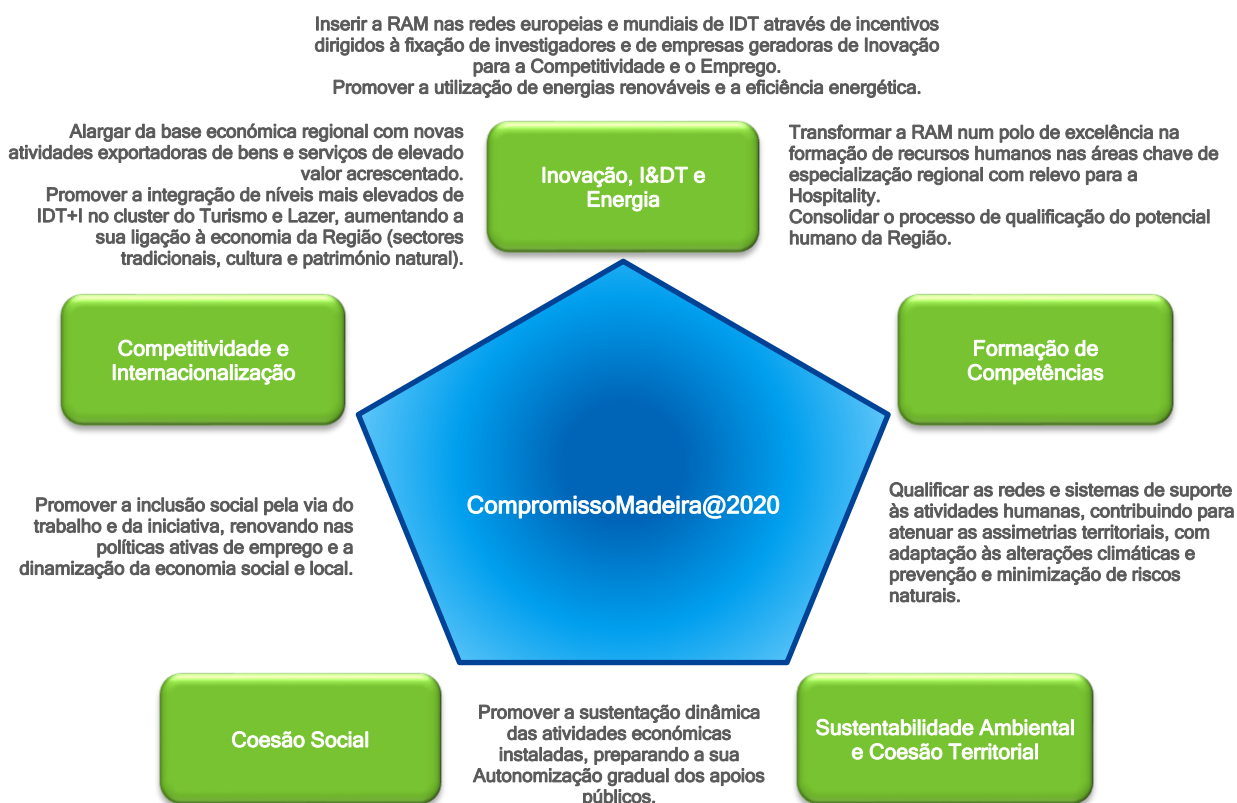 Inserir a RAM nas redes europeias e mundiais de IDT através de incentivos
dirigidos à fixação de investigadores e de empresas geradoras de Inovação
para a Competitividade e o Emprego.
Promover a utilização de energias renováveis e a eficiência energética.
Alargar da base económica regional com novas
atividades exportadoras de bens e serviços de elevado
valor acrescentado.
Promover a integração de níveis mais elevados de
IDT+I no cluster do Turismo e Lazer, aumentando a
sua ligação à economia da Região (sectores
tradicionais, cultura e património natural).
Inovação, I&DT e
Energia
Transformar a RAM num polo de excelência na
formação de recursos humanos nas áreas chave de
especialização regional com relevo para a
Hospitality.
Consolidar o processo de qualificação do potencial
humano da Região.
Competitividade e
Internacionalização
Formação de
Competências
CompromissoMadeira@2020
Promover a inclusão social pela via do
trabalho e da iniciativa, renovando nas
políticas ativas de emprego e a
dinamização da economia social e local.
Qualificar as redes e sistemas de suporte
às atividades humanas, contribuindo para
atenuar as assimetrias territoriais, com
adaptação às alterações climáticas e
prevenção e minimização de riscos
naturais.
Coesão Social
Promover a sustentação dinâmica
das atividades económicas
instaladas, preparando a sua
Autonomização gradual dos apoios
públicos.
Sustentabilidade Ambiental
e Coesão Territorial